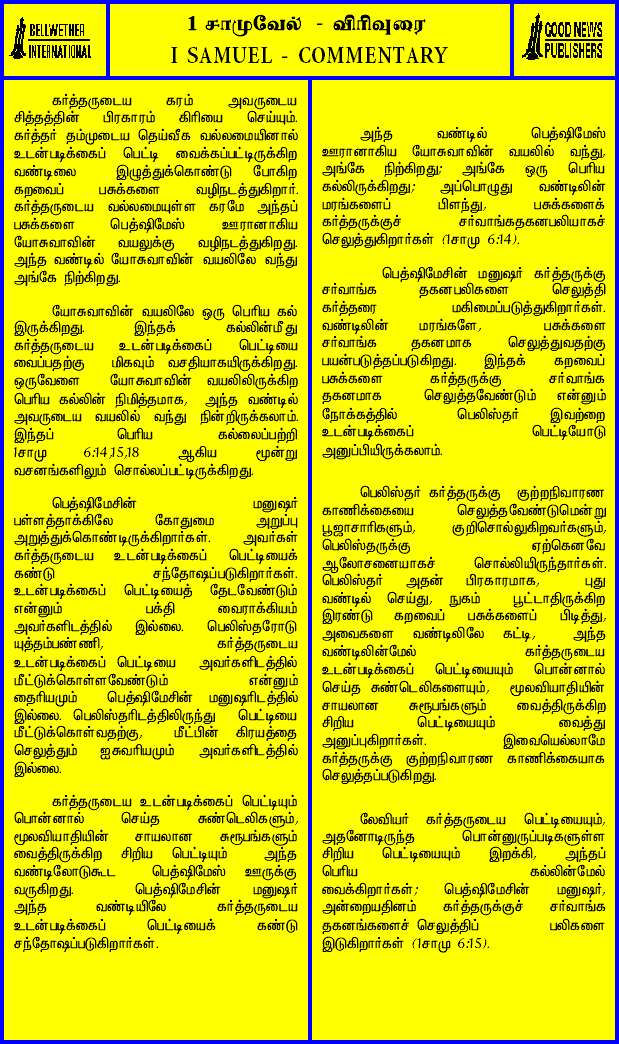 BELLWETHER
INTERNATIONAL
1 சாமுவேல் - விரிவுரை
I SAMUEL - COMMENTARY
GOOD NEWS
PUBLISHERS
கர்த்தருடைய கரம் அவருடைய
சித்தத்தின் பிரகாரம் கிரியை செய்யும்.
கர்த்தர் தம்முடைய தெய்வீக வல்லமையினால்
உடன்படிக்கைப் பெட்டி வைக்கப்பட்டிருக்கிற
வண்டிலை இழுத்துக்கொண்டு போகிற
கறவைப் பசுக்களை வழிநடத்துகிறார்.
கர்த்தருடைய வல்லமையுள்ள கரமே அந்தப்
பசுக்களை பெத்ஷிமேஸ் ஊரானாகிய
யோசுவாவின் வயலுக்கு வழிநடத்துகிறது.
அந்த வண்டில் யோசுவாவின் வயலிலே வந்து
அங்கே நிற்கிறது.
யோசுவாவின் வயலிலே ஒரு பெரிய கல்
இருக்கிறது. இந்தக் கல்லின்மீது
கர்த்தருடைய உடன்படிக்கைப் பெட்டியை
வைப்பதற்கு மிகவும் வசதியாகயிருக்கிறது.
ஒருவேளை யோசுவாவின் வயலிலிருக்கிற
பெரிய கல்லின் நிமித்தமாக, அந்த வண்டில்
அவருடைய வயலில் வந்து நின்றிருக்கலாம்.
இந்தப் பெரிய கல்லைப்பற்றி
1சாமு 6:14,15,18 ஆகிய மூன்று
வசனங்களிலும் சொல்லப்பட்டிருக்கிறது.
பெத்ஷிமேசின் மனுஷர்
பள்ளத்தாக்கிலே கோதுமை அறுப்பு
அறுத்துக்கொண்டிருக்கிறார்கள். அவர்கள்
கர்த்தருடைய உடன்படிக்கைப் பெட்டியைக்
கண்டு சந்தோஷப்படுகிறார்கள்.
உடன்படிக்கைப் பெட்டியைத் தேடவேண்டும்
என்னும் பக்தி வைராக்கியம்
அவர்களிடத்தில் இல்லை. பெலிஸ்தரோடு
யுத்தம்பண்ணி, கர்த்தருடைய
உடன்படிக்கைப் பெட்டியை அவர்களிடத்தில்
மீட்டுக்கொள்ளவேண்டும் என்னும்
தைரியமும் பெத்ஷிமேசின் மனுஷரிடத்தில்
இல்லை. பெலிஸ்தரிடத்திலிருந்து பெட்டியை
மீட்டுக்கொள்வதற்கு, மீட்பின் கிரயத்தை
செலுத்தும் ஐசுவரியமும் அவர்களிடத்தில்
இல்லை.
கர்த்தருடைய உடன்படிக்கைப் பெட்டியும்
பொன்னால் செய்த சுண்டெலிகளும்,
மூலவியாதியின் சாயலான சுரூபங்களும்
வைத்திருக்கிற சிறிய பெட்டியும் அந்த
வண்டிலோடுகூட பெத்ஷிமேஸ் ஊருக்கு
வருகிறது. பெத்ஷிமேசின் மனுஷர்
அந்த வண்டியிலே கர்த்தருடைய
உடன்படிக்கைப் பெட்டியைக் கண்டு
சந்தோஷப்படுகிறார்கள்.
அந்த வண்டில் பெத்ஷிமேஸ்
ஊரானாகிய யோசுவாவின் வயலில் வந்து,
அங்கே நிற்கிறது; அங்கே ஒரு பெரிய
கல்லிருக்கிறது; அப்பொழுது வண்டிலின்
மரங்களைப் பிளந்து, பசுக்களைக்
கர்த்தருக்குச் சர்வாங்கதகனபலியாகச்
செலுத்துகிறார்கள் (1சாமு 6:14).
பெத்ஷிமேசின் மனுஷர் கர்த்தருக்கு
சர்வாங்க தகனபலிகளை செலுத்தி
கர்த்தரை மகிமைப்படுத்துகிறார்கள்.
வண்டிலின் மரங்களே, பசுக்களை
சர்வாங்க தகனமாக செலுத்துவதற்கு
பயன்படுத்தப்படுகிறது. இந்தக் கறவைப்
பசுக்களை கர்த்தருக்கு சர்வாங்க
தகனமாக செலுத்தவேண்டும் என்னும்
நோக்கத்தில் பெலிஸ்தர் இவற்றை
உடன்படிக்கைப் பெட்டியோடு
அனுப்பியிருக்கலாம்.
பெலிஸ்தர் கர்த்தருக்கு குற்றநிவாரண
காணிக்கையை செலுத்தவேண்டுமென்று
பூஜாசாரிகளும், குறிசொல்லுகிறவர்களும்,
பெலிஸ்தருக்கு ஏற்கெனவே
ஆலோசனையாகச் சொல்லியிருந்தார்கள்.
பெலிஸ்தர் அதன் பிரகாரமாக, புது
வண்டில் செய்து, நுகம் பூட்டாதிருக்கிற
இரண்டு கறவைப் பசுக்களைப் பிடித்து,
அவைகளை வண்டிலிலே கட்டி, அந்த
வண்டிலின்மேல் கர்த்தருடைய
உடன்படிக்கைப் பெட்டியையும் பொன்னால்
செய்த சுண்டெலிகளையும், மூலவியாதியின்
சாயலான சுரூபங்களும் வைத்திருக்கிற
சிறிய பெட்டியையும் வைத்து
அனுப்புகிறார்கள். இவையெல்லாமே
கர்த்தருக்கு குற்றநிவாரண காணிக்கையாக
செலுத்தப்படுகிறது.
லேவியர் கர்த்தருடைய பெட்டியையும்,
அதனோடிருந்த பொன்னுருப்படிகளுள்ள
சிறிய பெட்டியையும் இறக்கி, அந்தப்
பெரிய கல்லின்மேல்
வைக்கிறார்கள்; பெத்ஷிமேசின் மனுஷர்,
அன்றையதினம் கர்த்தருக்குச் சர்வாங்க
தகனங்களைச் செலுத்திப் பலிகளை
இடுகிறார்கள் (1சாமு 6:15).